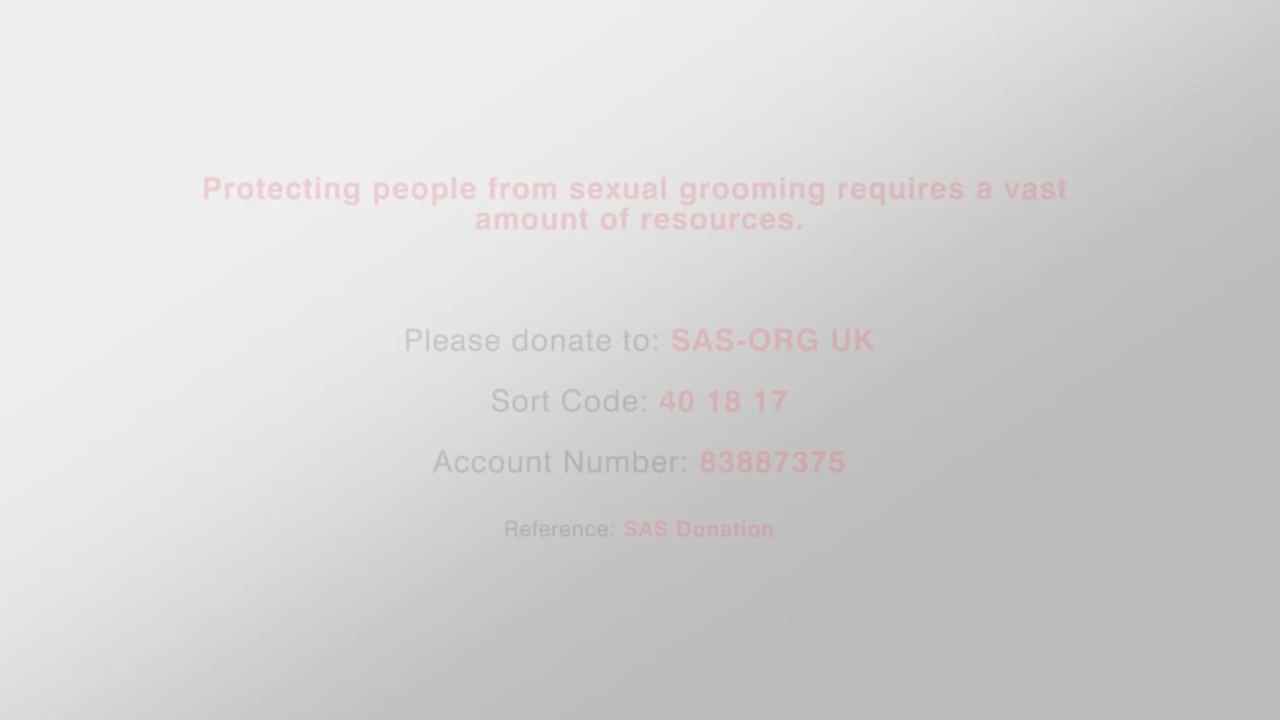 Protecting people from sexual grooming requires a vast
amount of resources.
Please donate to: SAS-ORG UK
Sort Code: 40 18 17
Account Number: 83887375
Reference: SAS Donation